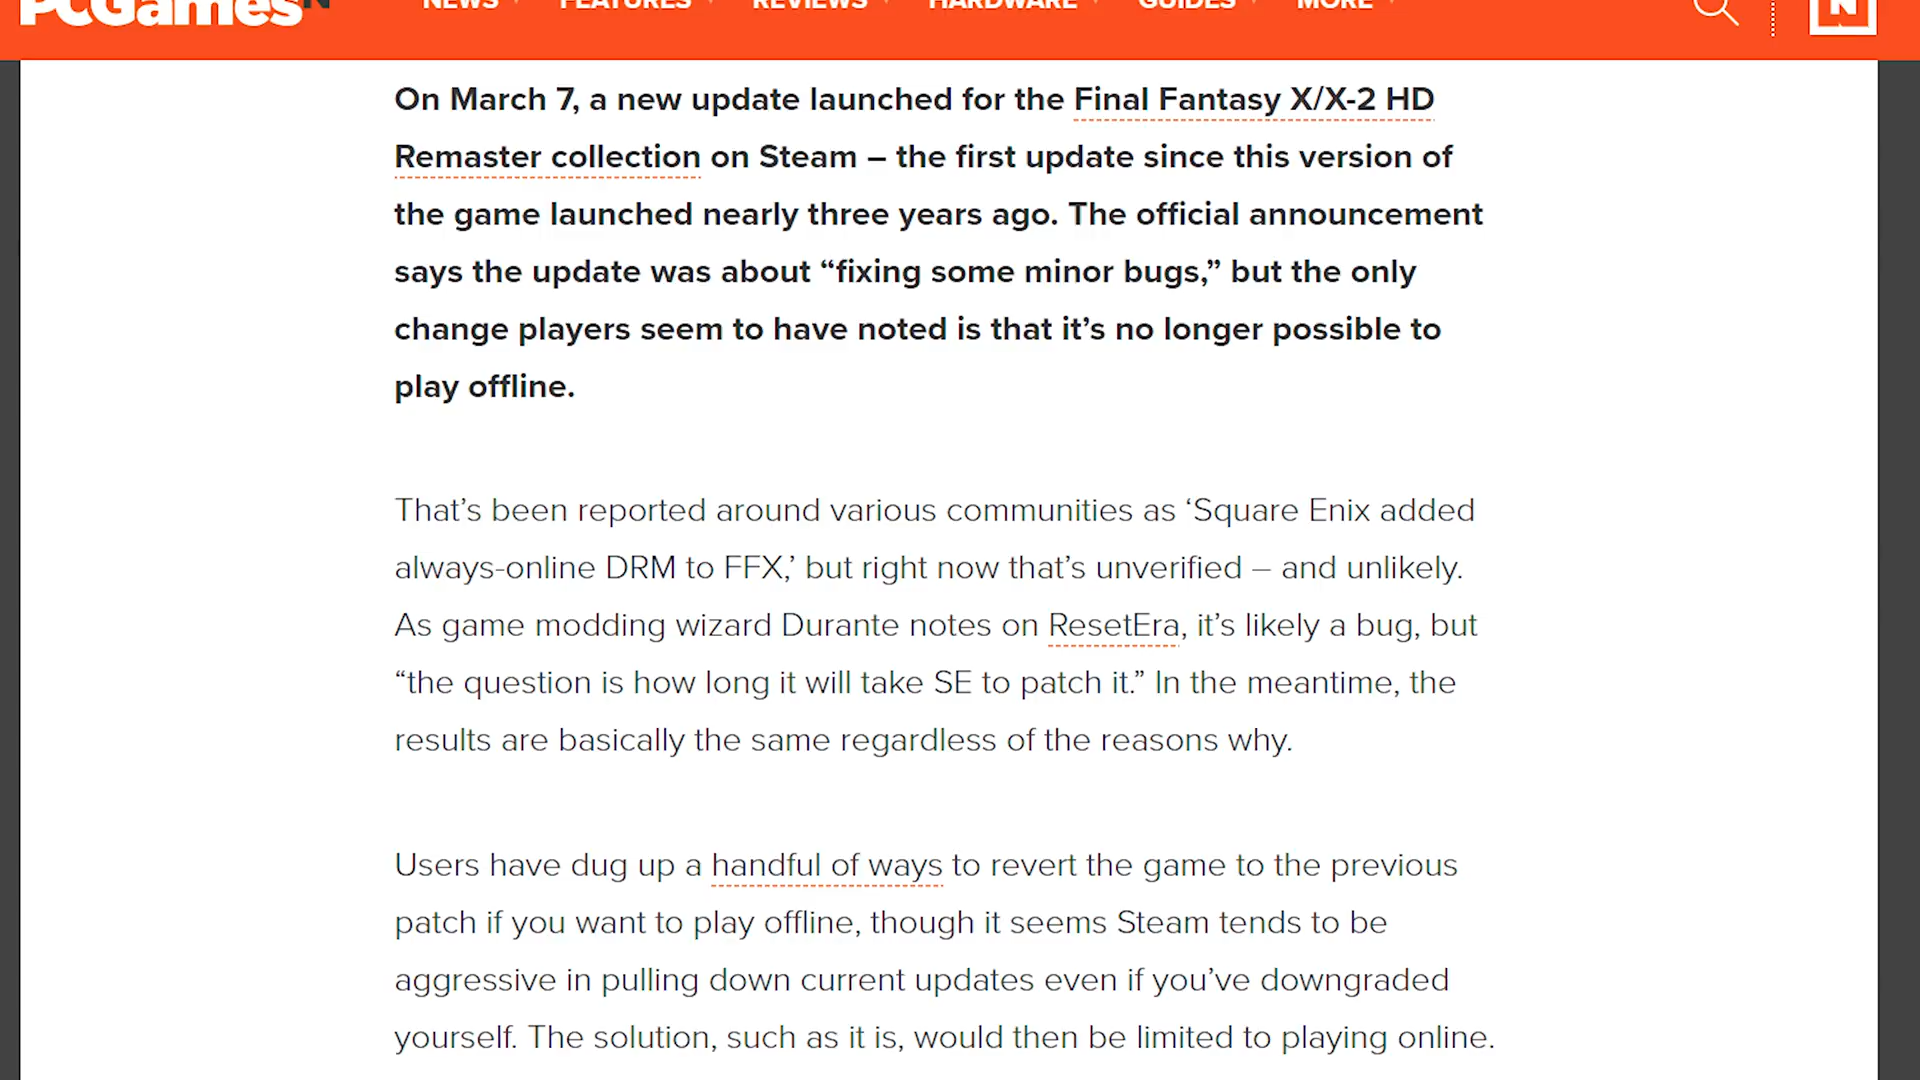 PCGamesN
NEWS FEATURES REVIEWS HARDWARE GUIDES MORE N
On March 7, a new update launched for the Final Fantasy X/X-2 HD
Remaster collection on Steam – the first update since this version of
the game launched nearly three years ago. The official announcement
says the update was about “fixing some minor bugs,” but the only
change players seem to have noted is that it’s no longer possible to
play offline.
That’s been reported around various communities as ‘Square Enix added
always-online DRM to FFX,’ but right now that’s unverified – and unlikely.
As game modding wizard Durante notes on ResetEra, it’s likely a bug, but
“the question is how long it will take SE to patch it.” In the meantime, the
results are basically the same regardless of the reasons why.
Users have dug up a handful of ways to revert the game to the previous
patch if you want to play offline, though it seems Steam tends to be
aggressive in pulling down current updates even if you’ve downgraded
yourself. The solution, such as it is, would then be limited to playing online.